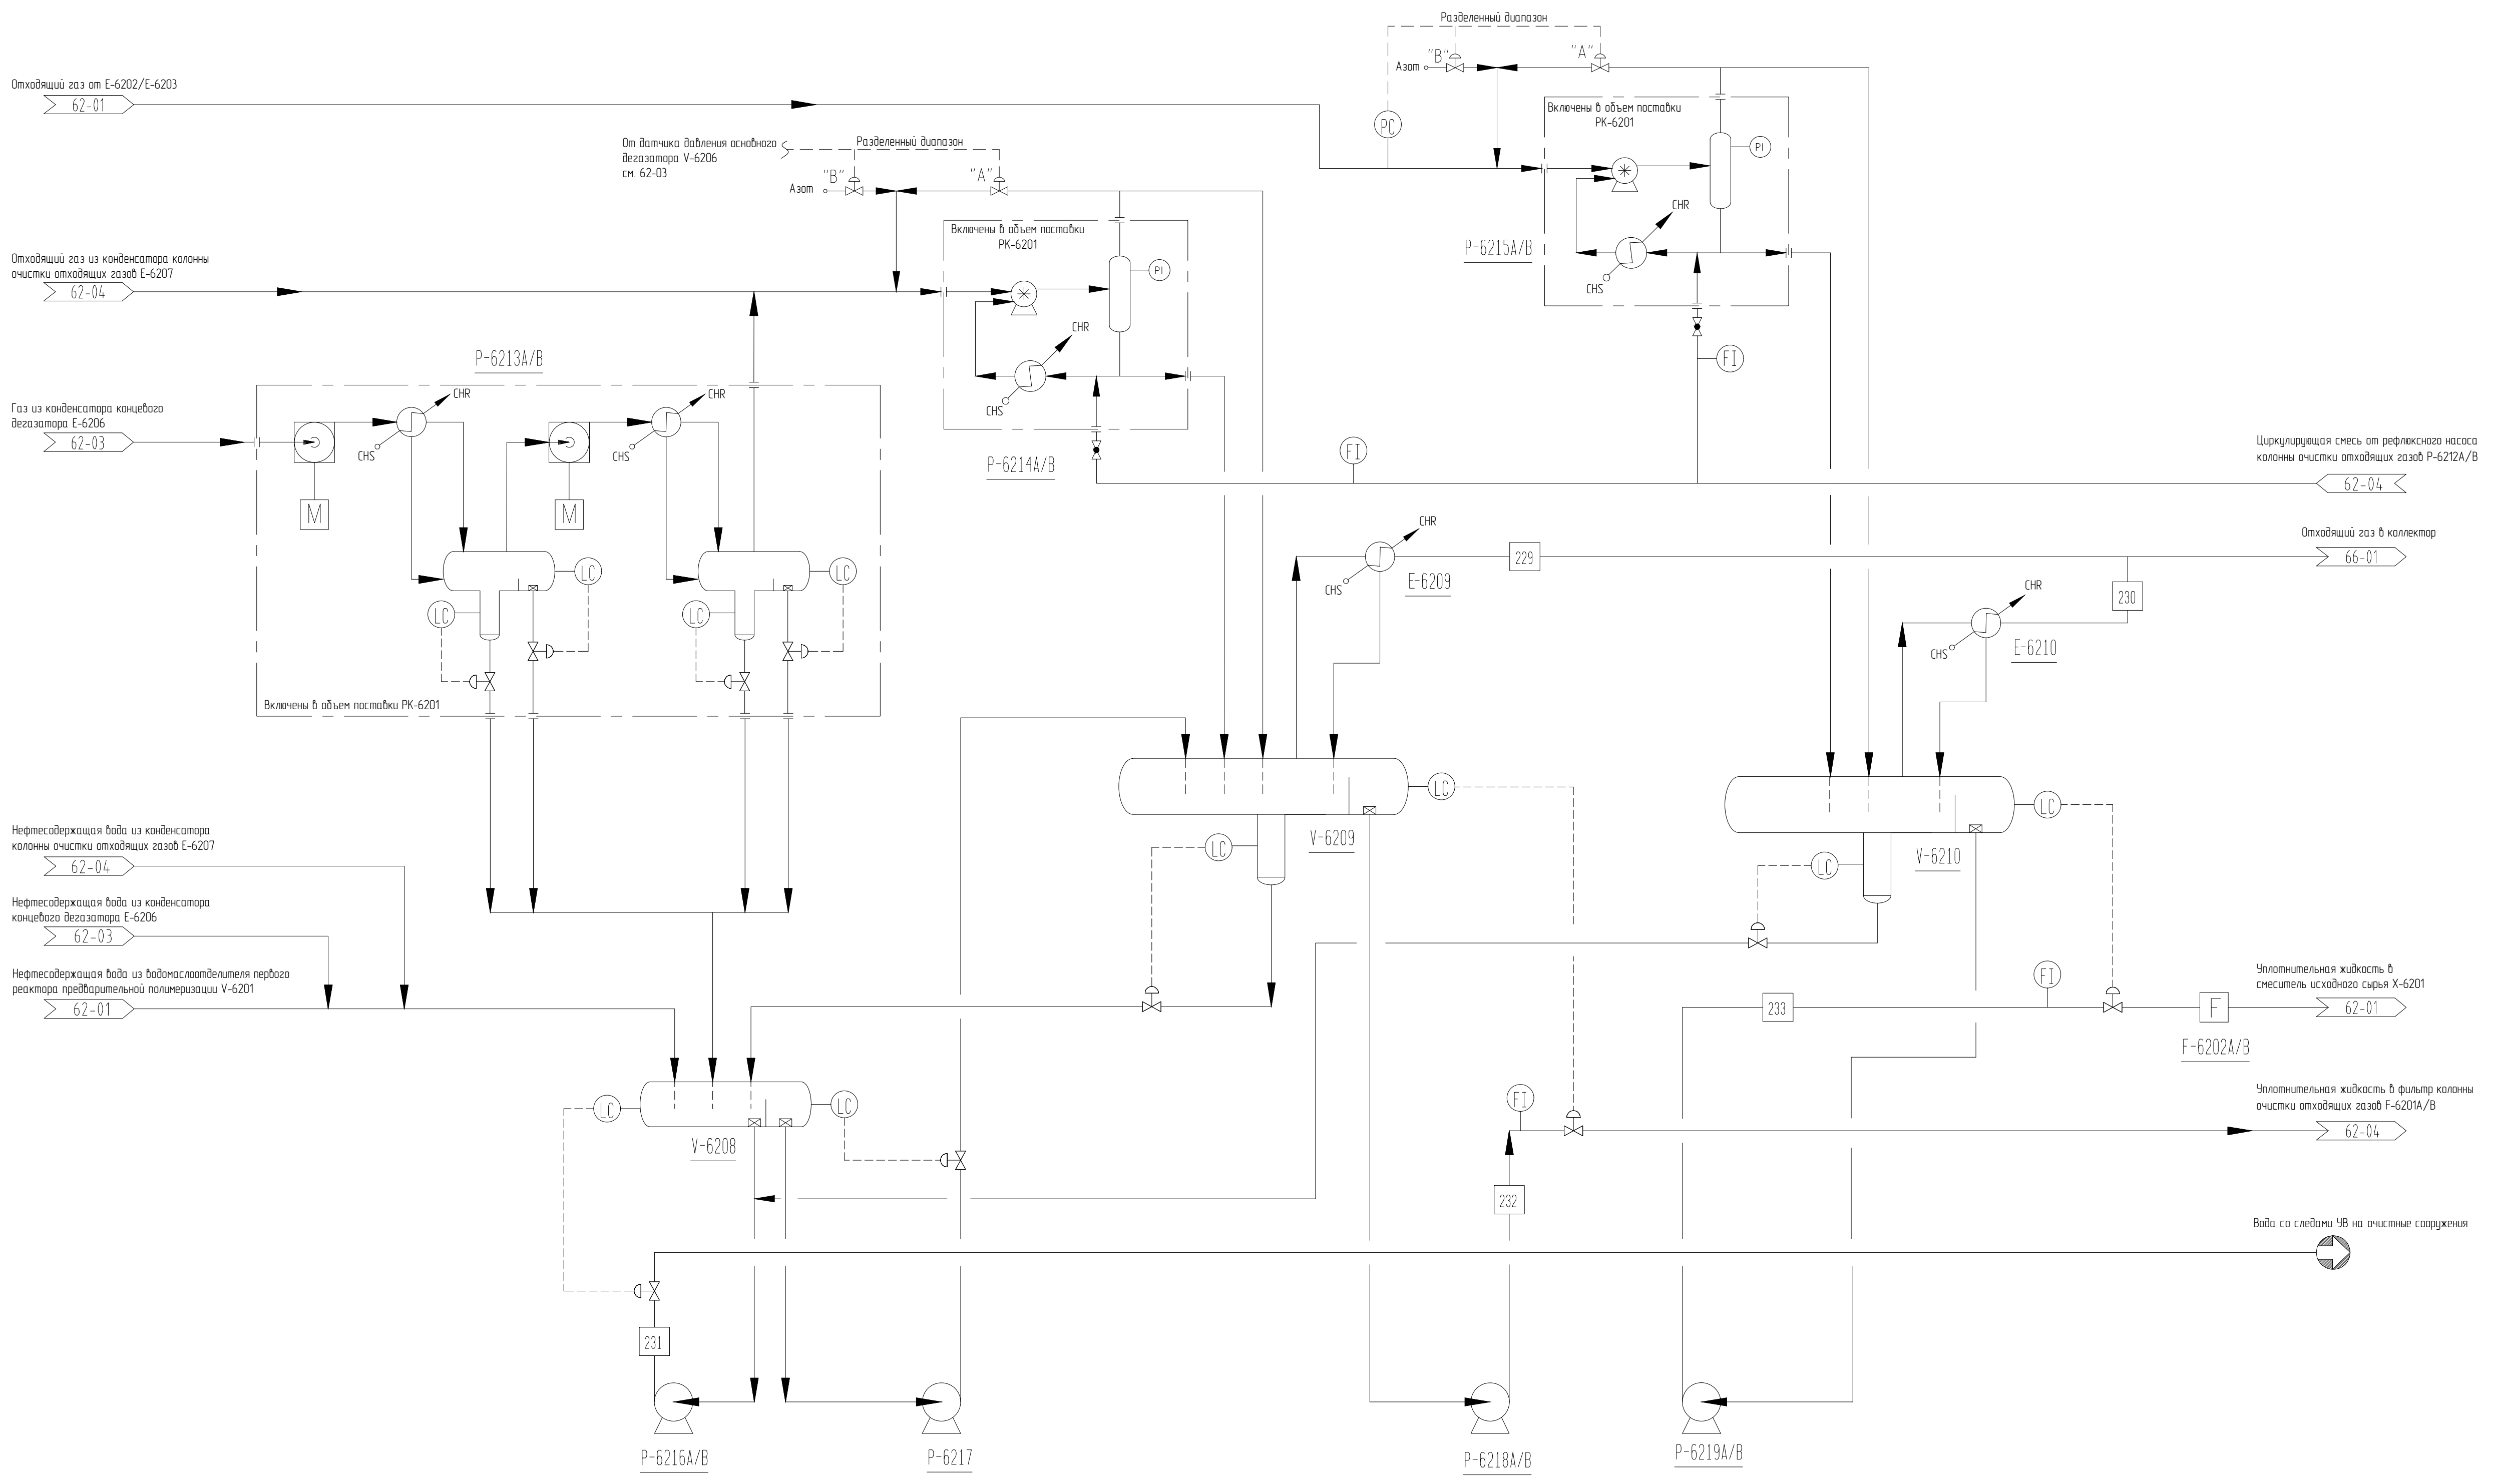 Разделенный диапазон
"B"
"A"
Азот
Отходящий газ от Е-6202/Е-6203
62-01
Включены в объем поставки
РК-6201
PC
PI
От датчика давления основного
дегазатора V-6206
см. 62-03
Разделенный диапазон
"B"
"A"
Азот
CHR
CHS
P-6215A/B
Включены в объем поставки
РК-6201
PI
Отходящий газ из конденсатора колонны
очистки отходящих газов Е-6207
62-04
CHR
CHS
FI
P-6213A/B
Газ из конденсатора концевого
дегазатора Е-6206
62-03
CHR
CHS
CHR
CHS
M
M
P-6214A/B
FI
Циркулирующая смесь от рефлюксного насоса
колонны очистки отходящих газов Р-6212А/В
62-04
CHR
CHS
E-6209
229
Отходящий газ в коллектор
66-01
LC
LC
LC
LC
230
CHR
CHS
E-6210
Включены в объем поставки РК-6201
LC
LC
V-6209
LC
LC
V-6210
Нефтесодержащая вода из конденсатора
колонны очистки отходящих газов Е-6207
62-04
Нефтесодержащая вода из конденсатора
концевого дегазатора Е-6206
62-03
Нефтесодержащая вода из водомаслоотделителя первого
реактора предварительной полимеризации V-6201
62-01
FI
233
F
F-6202A/B
Уплотнительная жидкость в
смеситель исходного сырья Х-6201
62-01
LC
LC
V-6208
FI
232
Уплотнительная жидкость в фильтр колонны
очистки отходящих газов F-6201А/В
62-04
Вода со следами УВ на очистные сооружения
231
P-6216A/B
P-6217
P-6218A/B
P-6219A/B